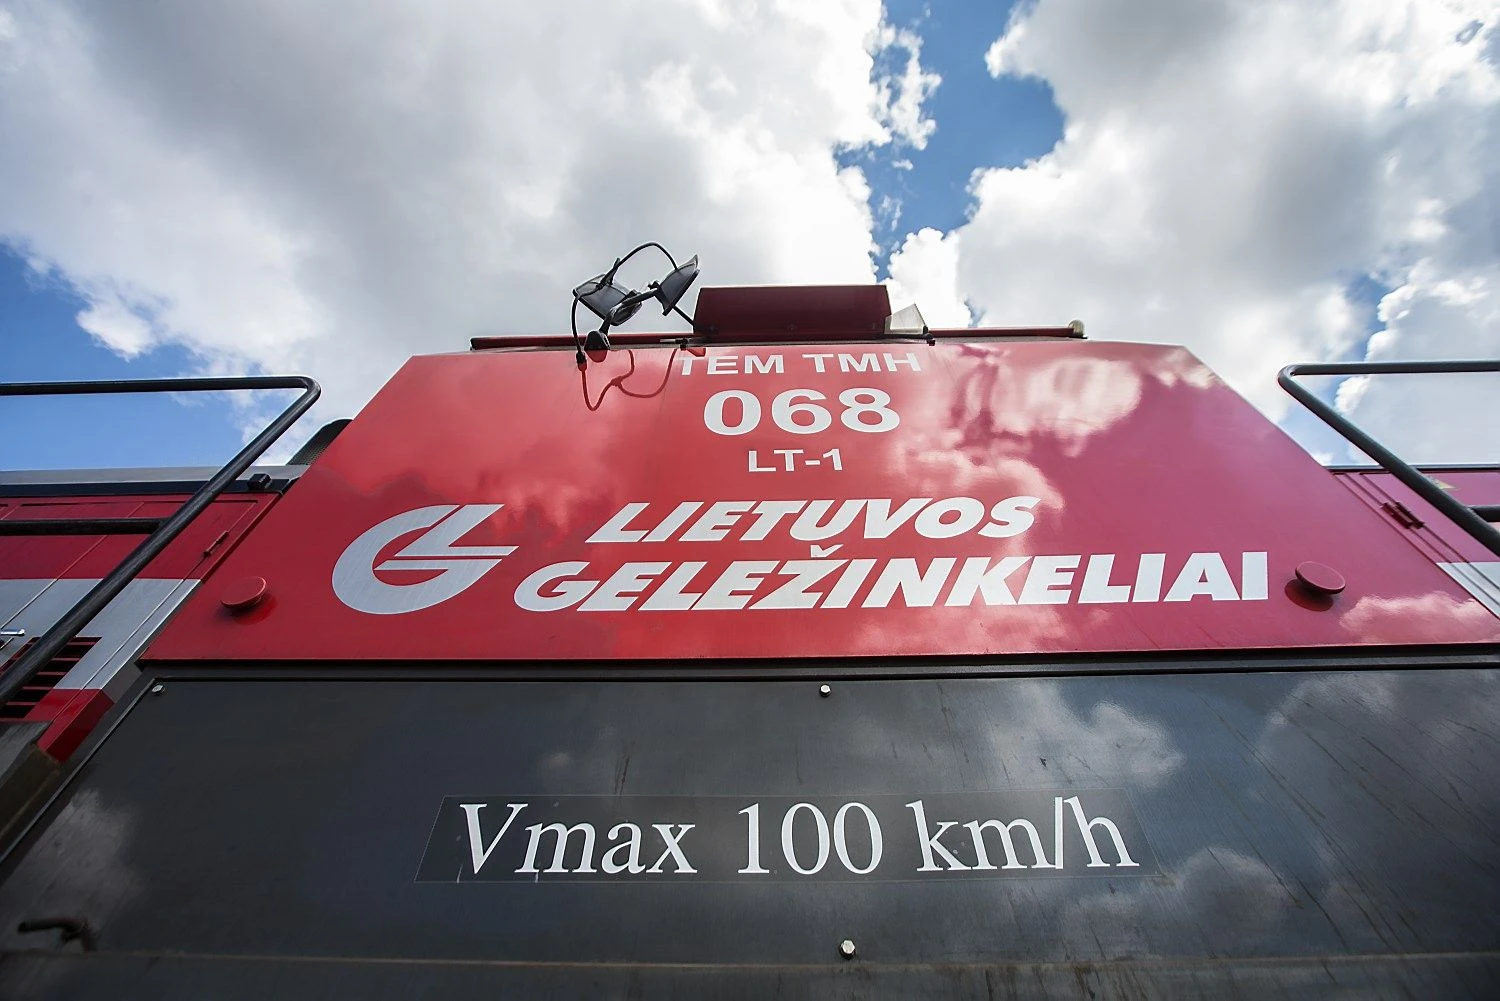 TEM TMH
068
LT-1
LIETUVOS
GELEŽINKELIAI
Vmax 100 km/h